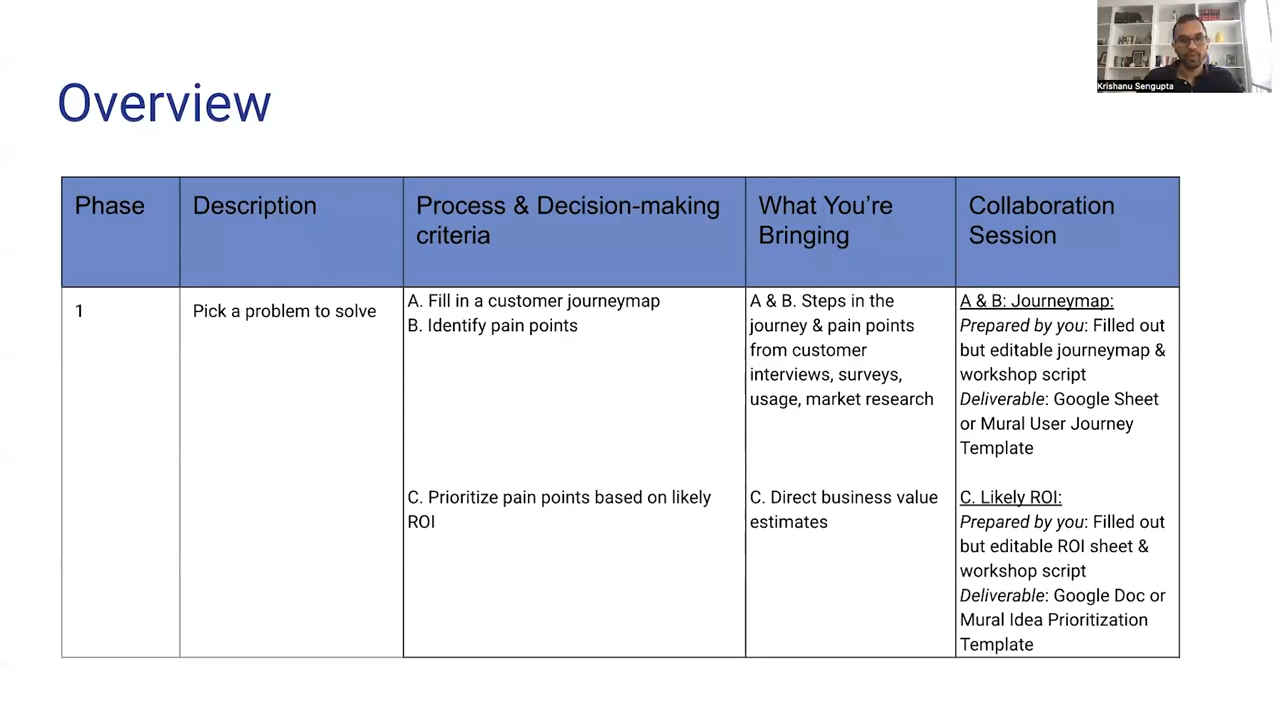 Krishanu Sengupta
Overview
Phase
Description
Process & Decision-making
criteria
What You're
Bringing
Collaboration
Session
1
Pick a problem to solve
A. Fill in a customer journeymap
B. Identify pain points
A & B. Steps in the
journey & pain points
from customer
interviews, surveys,
usage, market research
A & B: Journeymap:
Prepared by you: Filled out
but editable journeymap &
workshop script
Deliverable: Google Sheet
or Mural User Journey
Template
C. Prioritize pain points based on likely
ROI
C. Direct business value
estimates
C. Likely ROI:
Prepared by you: Filled out
but editable ROI sheet &
workshop script
Deliverable: Google Doc or
Mural Idea Prioritization
Template